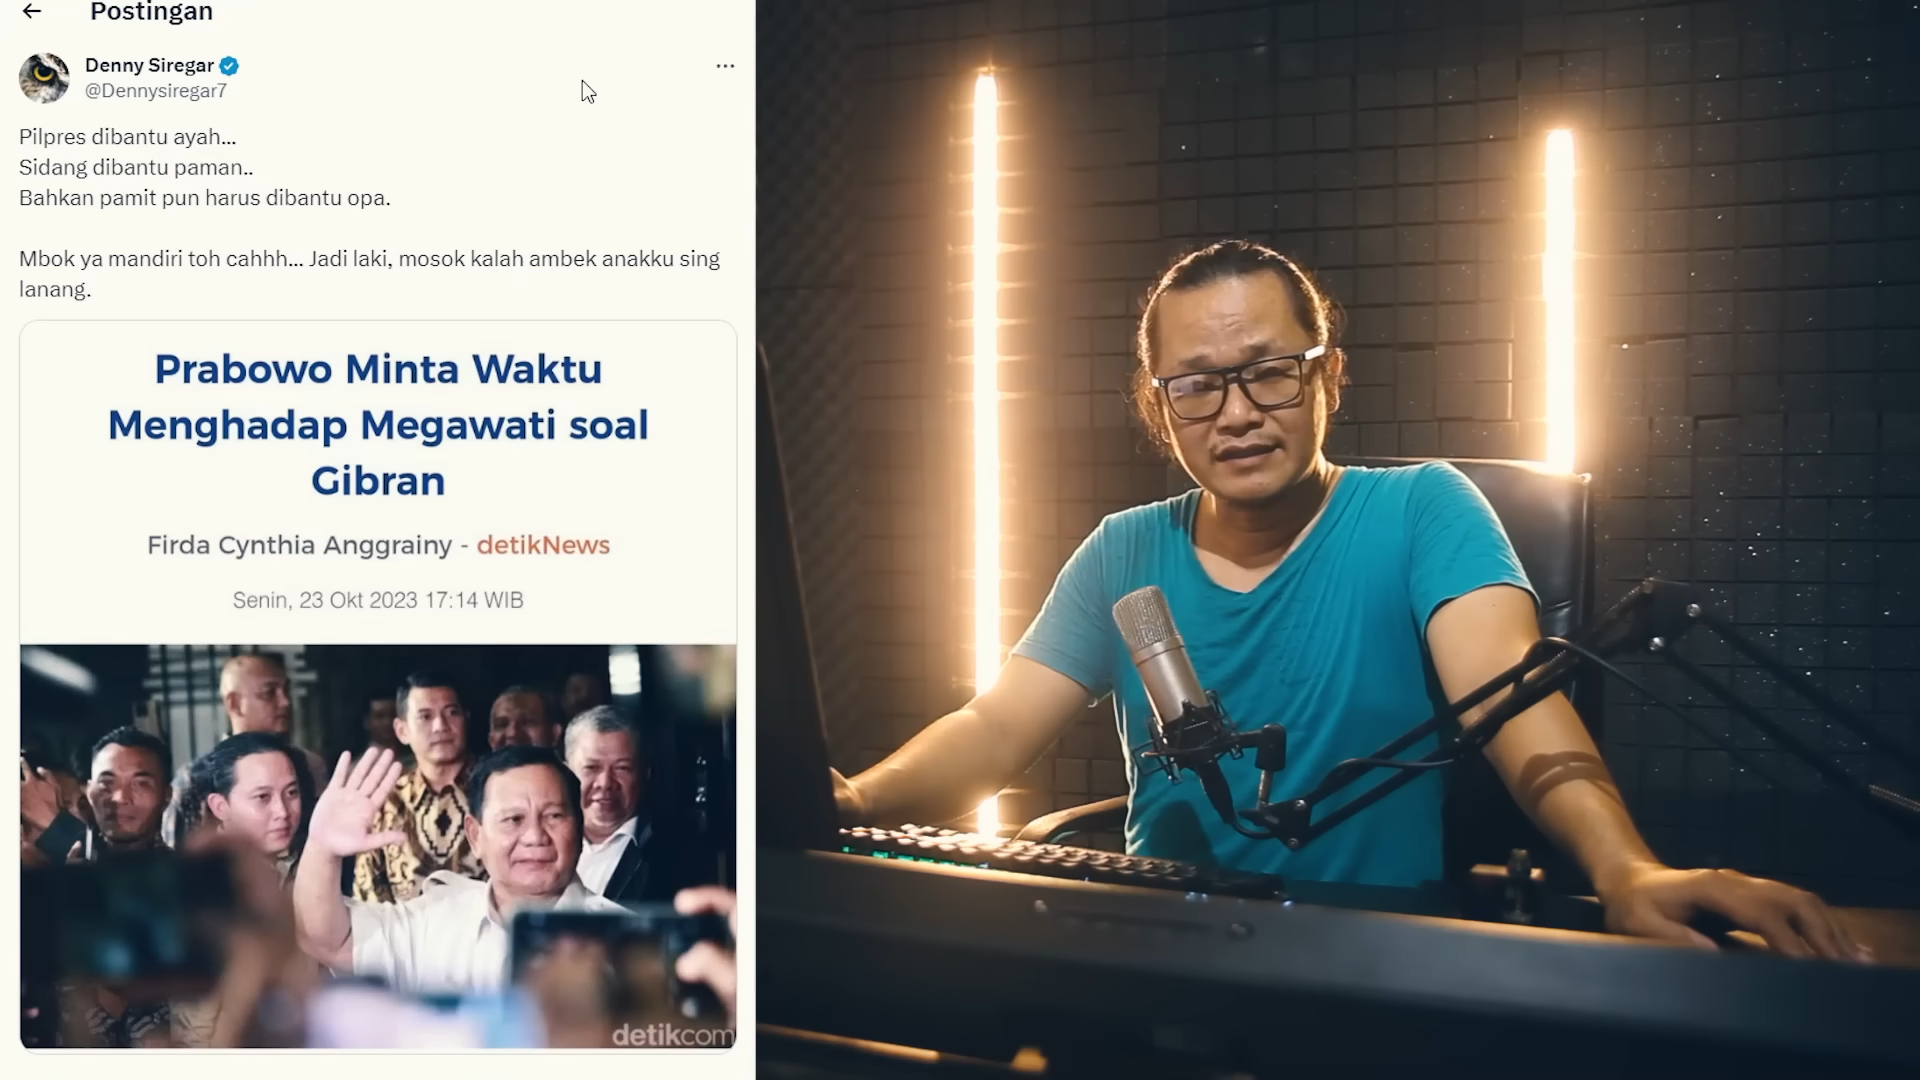 Postingan
Denny Siregar
@Dennysiregar7
Pilpres dibantu ayah...
Sidang dibantu paman..
Bahkan pamit pun harus dibantu opa.
Mbok ya mandiri toh cahhh... Jadi laki, mosok kalah ambek anakku sing
lanang.
Prabowo Minta Waktu
Menghadap Megawati soal
Gibran
Firda Cynthia Anggrainy - detikNews
Senin, 23 Okt 2023 17:14 WIB
detikcom